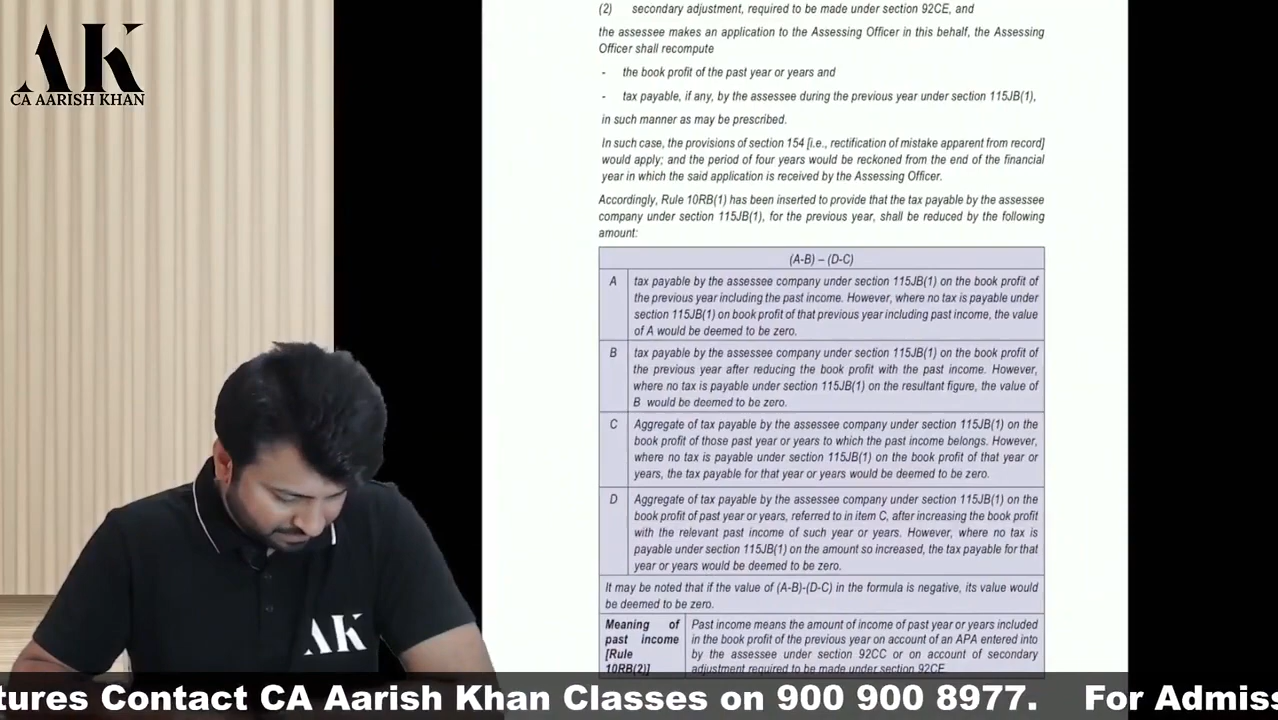 AK
CA AARISH KHAN
(2) secondary adjustment, required to be made under section 92CE, and
the assessee makes an application to the Assessing Officer in this behalf, the Assessing
Officer shall recompute
- the book profit of the past year or years and
- tax payable, if any, by the assessee during the previous year under section 115JB(1),
in such manner as may be prescribed.
In such case, the provisions of section 154 [i.e., rectification of mistake apparent from record]
would apply; and the period of four years would be reckoned from the end of the financial
year in which the said application is received by the Assessing Officer.
Accordingly, Rule 10RB(1) has been inserted to provide that the tax payable by the assessee
company under section 115JB(1), for the previous year, shall be reduced by the following
amount:
(A-B) – (D-C)
A tax payable by the assessee company under section 115JB(1) on the book profit of
the previous year including the past income. However, where no tax is payable under
section 115JB(1) on book profit of that previous year including past income, the value
of A would be deemed to be zero.
B tax payable by the assessee company under section 115JB(1) on the book profit of
the previous year after reducing the book profit with the past income. However,
where no tax is payable under section 115JB(1) on the resultant figure, the value of
B would be deemed to be zero.
C Aggregate of tax payable by the assessee company under section 115JB(1) on the
book profit of those past year or years to which the past income belongs. However,
where no tax is payable under section 115JB(1) on the book profit of that year or
years, the tax payable for that year or years would be deemed to be zero.
D Aggregate of tax payable by the assessee company under section 115JB(1) on the
book profit of past year or years, referred to in item C, after increasing the book profit
with the relevant past income of such year or years. However, where no tax is
payable under section 115JB(1) on the amount so increased, the tax payable for that
year or years would be deemed to be zero.
It may be noted that if the value of (A-B)-(D-C) in the formula is negative, its value would
be deemed to be zero.
Meaning of Past income means the amount of income of past year or years included
past income in the book profit of the previous year on account of an APA entered into
[Rule by the assessee under section 92CC or on account of secondary
10RB(2)] adjustment required to be made under section 92CE
AK
tures Contact CA Aarish Khan Classes on 900 900 8977. For Admiss